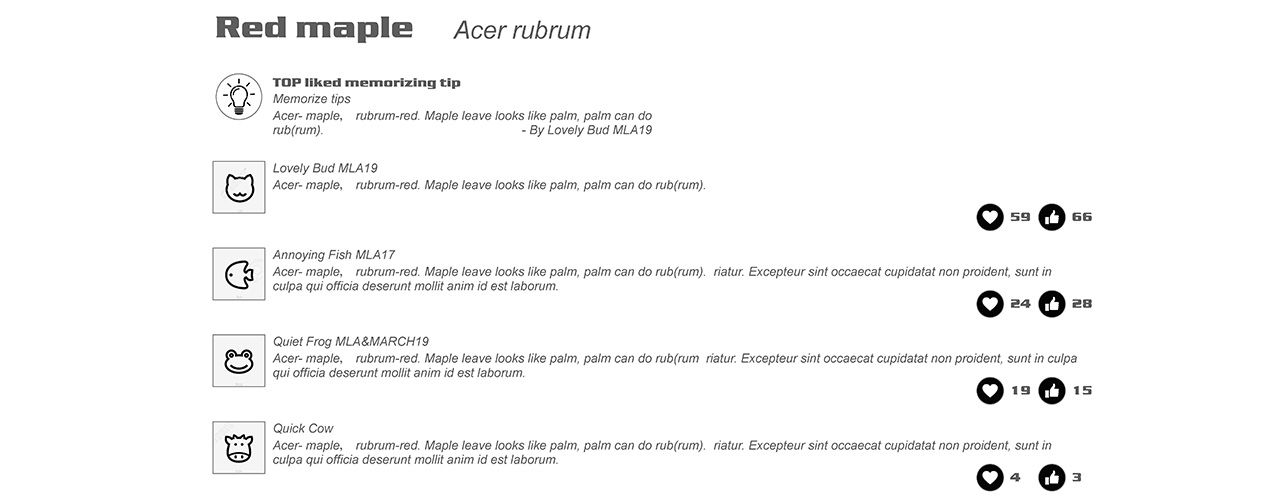 Red maple Acer rubrum
TOP liked memorizing tip
Memorize tips
Acer- maple, rubrum-red. Maple leave looks like palm, palm can do
rub(rum). - By Lovely Bud MLA19
Lovely Bud MLA19
Acer- maple, rubrum-red. Maple leave looks like palm, palm can do rub(rum).
59 66
Annoying Fish MLA17
Acer- maple, rubrum-red. Maple leave looks like palm, palm can do rub(rum). riatur. Excepteur sint occaecat cupidatat non proident, sunt in
culpa qui officia deserunt mollit anim id est laborum.
24 28
Quiet Frog MLA&MARCH19
Acer- maple, rubrum-red. Maple leave looks like palm, palm can do rub(rum riatur. Excepteur sint occaecat cupidatat non proident, sunt in culpa
qui officia deserunt mollit anim id est laborum.
19 15
Quick Cow
Acer- maple, rubrum-red. Maple leave looks like palm, palm can do rub(rum). riatur. Excepteur sint occaecat cupidatat non proident, sunt in
culpa qui officia deserunt mollit anim id est laborum.
4 3